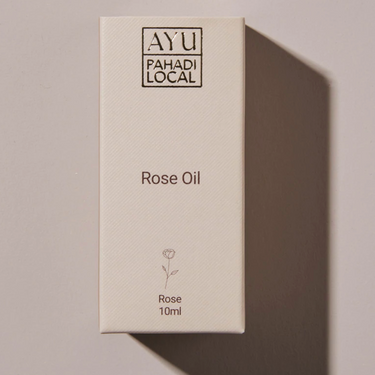 AYU
PAHADI
LOCAL
Rose Oil
Rose
10ml